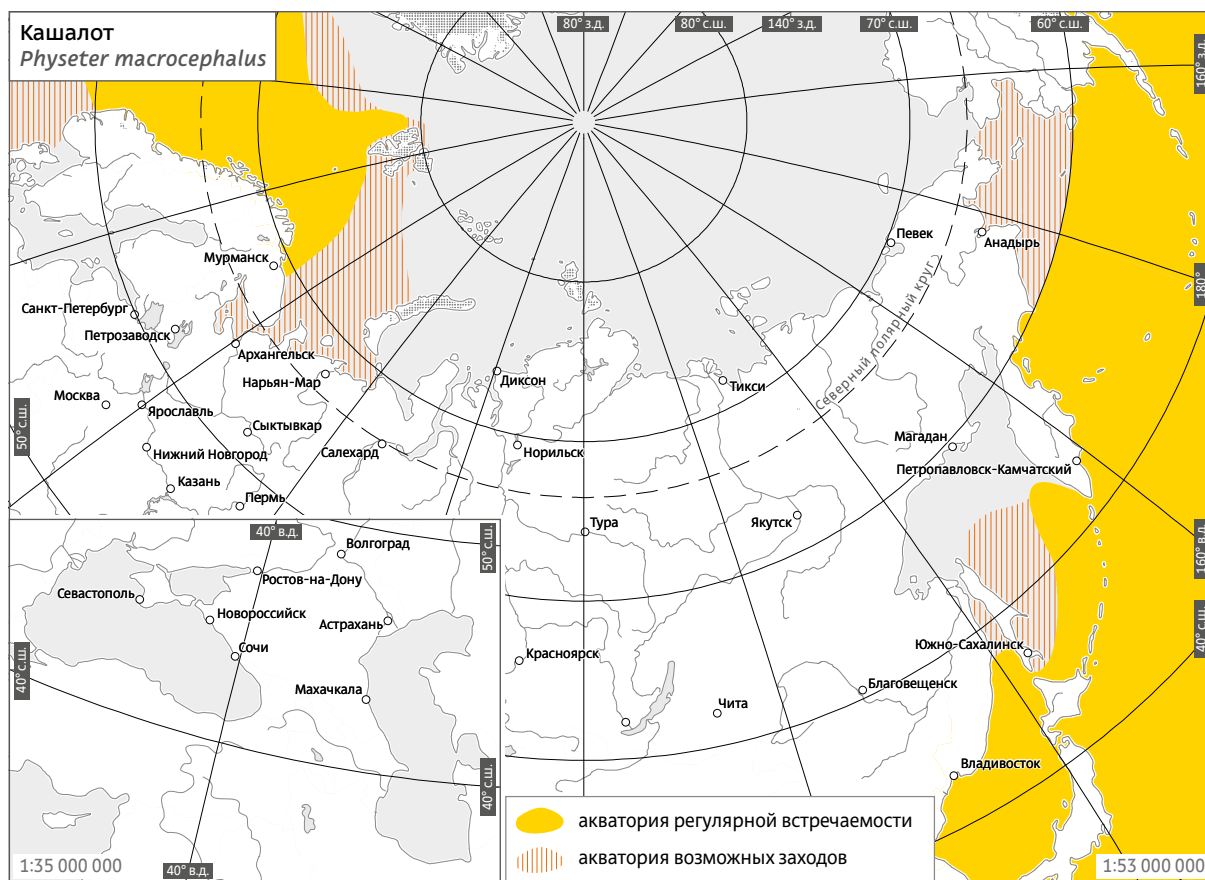 Кашалот
Physeter macrocephalus
80° з.д.
80° с.ш.
140° з.д.
70° с.ш.
60° с.ш.
160° з.д.
Певек
Анадырь
180°
Северный полярный круг
Мурманск
Санкт-Петербург
Петрозаводск
Архангельск
Нарьян-Мар
Диксон
Тикси
Москва
Ярославль
50° с.ш.
Сыктывкар
Нижний Новгород
Салехард
Норильск
Магадан
Петропавловск-Камчатский
Казань
Пермь
Тура
Якутск
40° в.д.
50° с.ш.
160° в.д.
Волгоград
Ростов-на-Дону
Севастополь
Новороссийск
Астрахань
Сочи
40° с.ш.
Махачкала
Красноярск
Южно-Сахалинск
40° с.ш.
Благовещенск
Чита
Владивосток
40° с.ш.
1:35 000 000
40° в.д.
акватория регулярной встречаемости
акватория возможных заходов
1:53 000 000